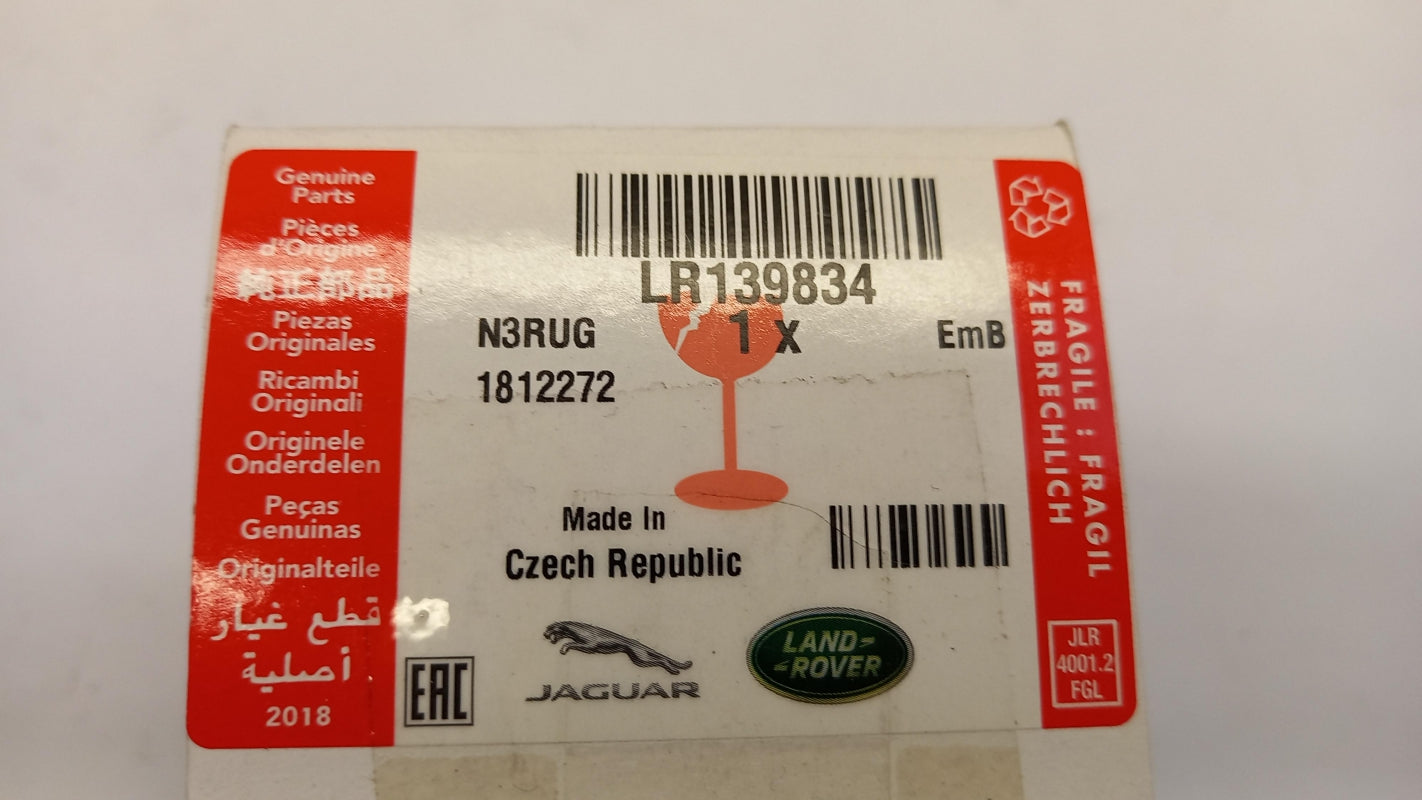 Genuine
Parts
Pièces
d'Origine
純正部品
Piezas
Originales
Ricambi
Originali
Originele
Onderdelen
Peças
Genuinas
Originalteile
قطع غيار
أصلية
2018
LR139834
N3RUG
1 X
EmB
1812272
Made In
Czech Republic
EAC
JAGUAR
LAND-
-ROVER
FRAGILE : FRAGIL
ZERBRECHLICH
JLR
4001.2
FGL